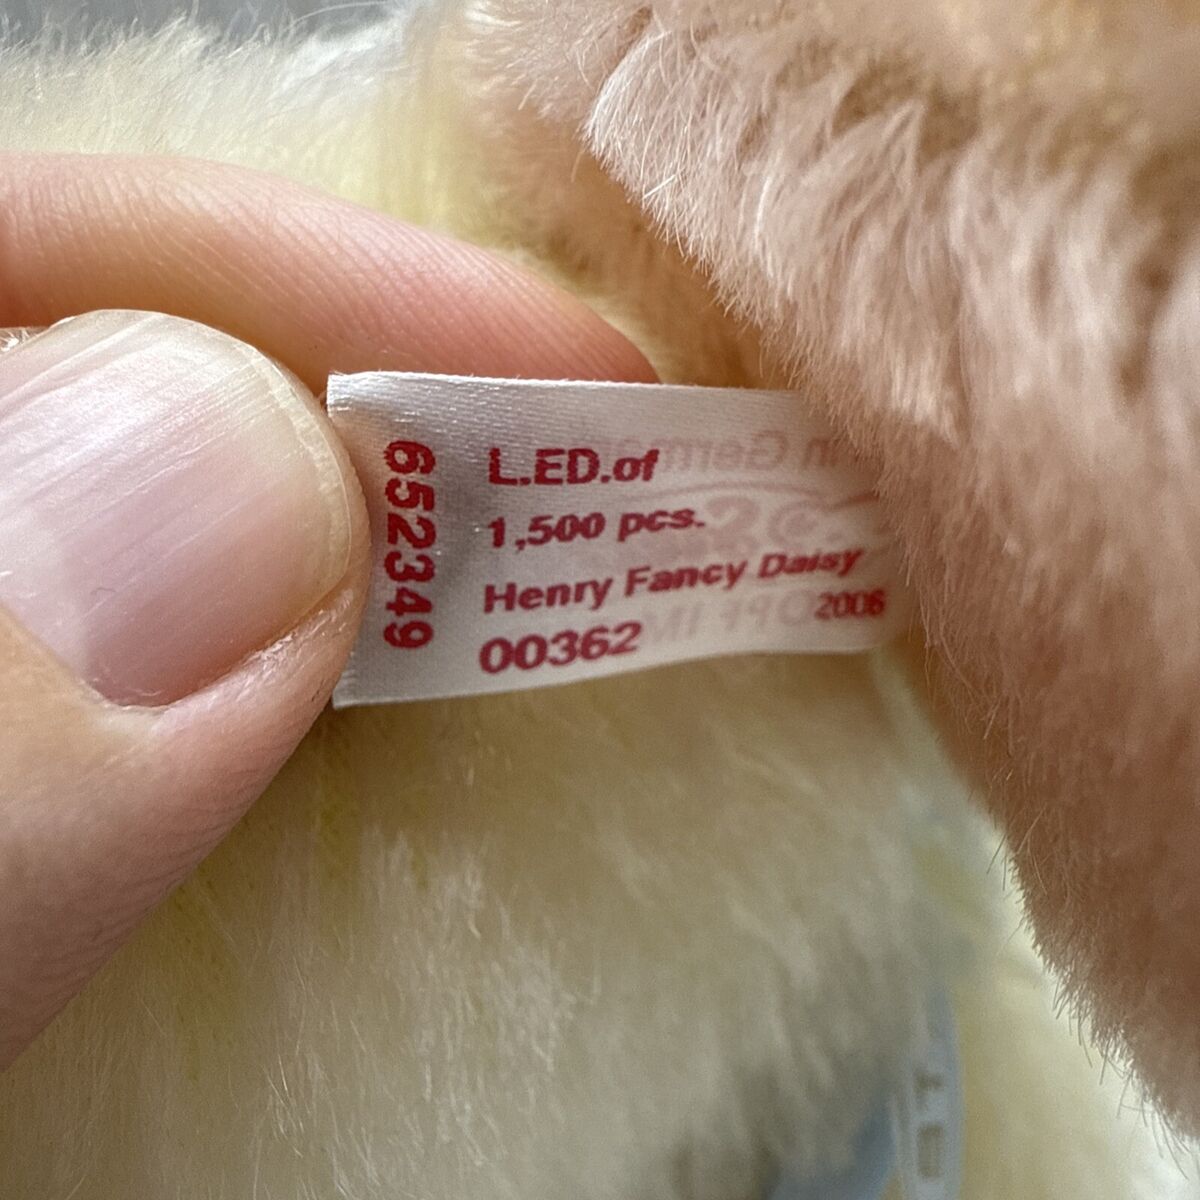 L.ED.of
1,500 pcs.
Henry Fancy Daisy
2006
00362
652349